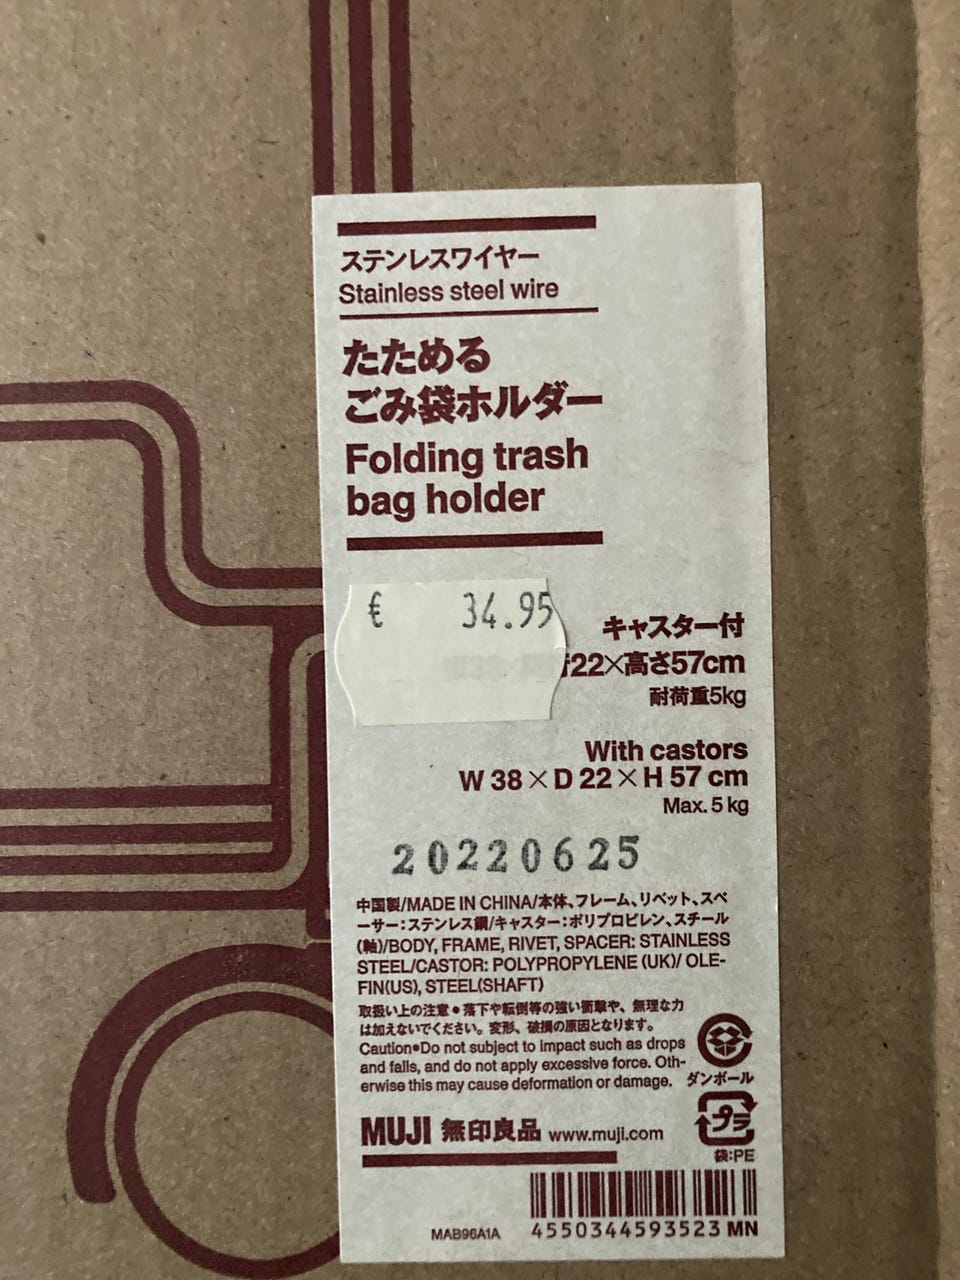 ステンレスワイヤー
Stainless steel wire
たためる
ごみ袋ホルダー
Folding trash
bag holder
€ 34.95
キャスター付
22×高さ57cm
耐荷重5kg
With castors
W 38 × D 22 × H 57 cm
Max. 5 kg
20220625
中国製/MADE IN CHINA/本体、フレーム、リベット、スペ
ーサー:ステンレス鋼/キャスター:ポリプロピレン、スチール
(軸)/BODY, FRAME, RIVET, SPACER: STAINLESS
STEEL/CASTOR: POLYPROPYLENE (UK)/ OLE-
FIN(US), STEEL(SHAFT)
取扱い上の注意●落下や転倒等の強い衝撃や、無理な力
は加えないでください。変形、破損の原因となります。
Caution●Do not subject to impact such as drops
and falls, and do not apply excessive force. Oth-
erwise this may cause deformation or damage.
ダンボール
プラ
袋:PE
MUJI 無印良品 www.muji.com
MAB96A1A
4550344593523 MN